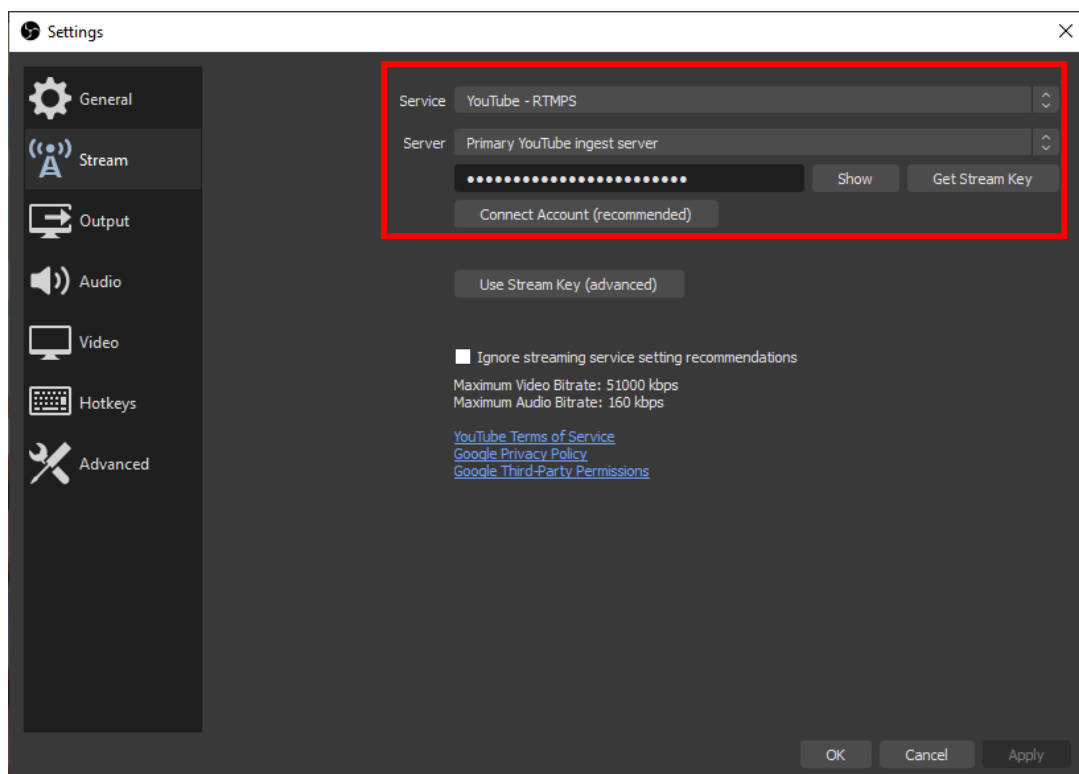 Settings
General
Stream
Output
Audio
Video
Hotkeys
Advanced
Service YouTube - RTMPS
Server Primary YouTube ingest server
Show Get Stream Key
Connect Account (recommended)
Use Stream Key (advanced)
Ignore streaming service setting recommendations
Maximum Video Bitrate: 51000 kbps
Maximum Audio Bitrate: 160 kbps
YouTube Terms of Service
Google Privacy Policy
Google Third-Party Permissions
OK Cancel Apply